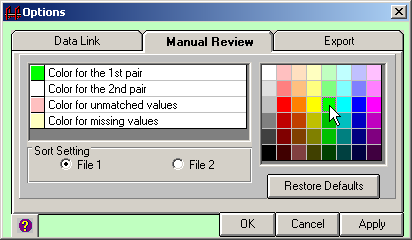 Options
Data Link
Manual Review
Export
Color for the 1st pair
Color for the 2nd pair
Color for unmatched values
Color for missing values
Sort Setting
File 1
File 2
Restore Defaults
?
OK
Cancel
Apply